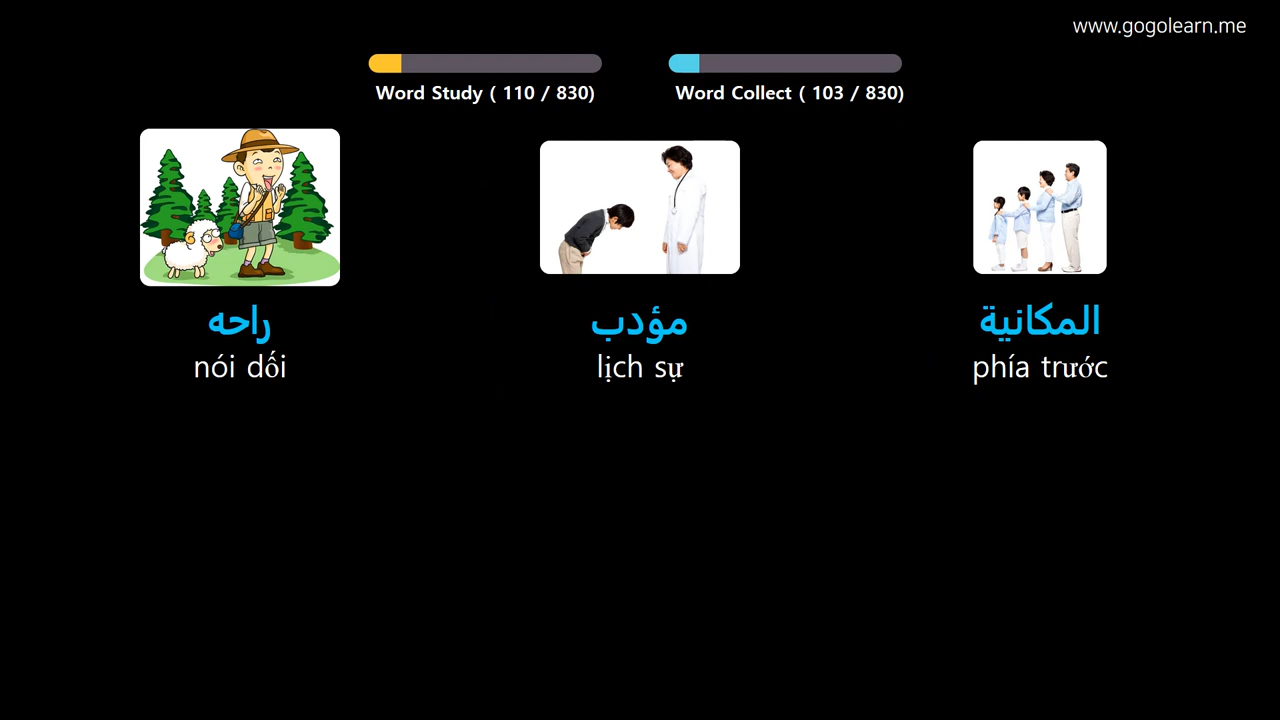 www.gogolearn.me
Word Study ( 110 / 830)
Word Collect ( 103 / 830)
راحه
nói dối
مؤدب
lịch sự
المكانية
phía trước